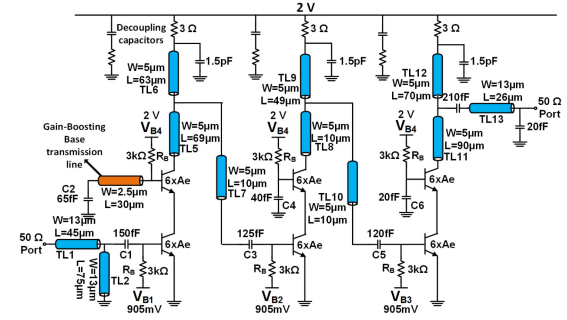 2 V
Decoupling
capacitors
3 Ω
1.5pF
W=5μm
L=63μm
TL6
2 V
VB4
3kΩ
RB
W=5μm
L=69μm
TL5
Gain-Boosting
Base
transmission
line
C2
65fF
W=2.5μm
L=30μm
6xAe
W=13μm
L=45μm
50 Ω
Port
TL1
W=13μm
L=75μm
TL2
150fF
C1
6xAe
RB
3kΩ
VB1
905mV
W=5μm
L=10μm
TL7
3 Ω
1.5pF
TL9
W=5μm
L=49μm
2 V
VB4
3kΩ
RB
W=5μm
L=10μm
TL8
40fF
C4
6xAe
125fF
C3
6xAe
RB
3kΩ
VB2
905mV
TL10
W=5μm
L=10μm
3 Ω
1.5pF
TL12
W=5μm
L=70μm
210fF
W=13μm
L=26μm
TL13
50 Ω
Port
20fF
2 V
VB4
3kΩ
RB
W=5μm
L=90μm
TL11
20fF
C6
6xAe
120fF
C5
6xAe
RB
3kΩ
VB3
905mV